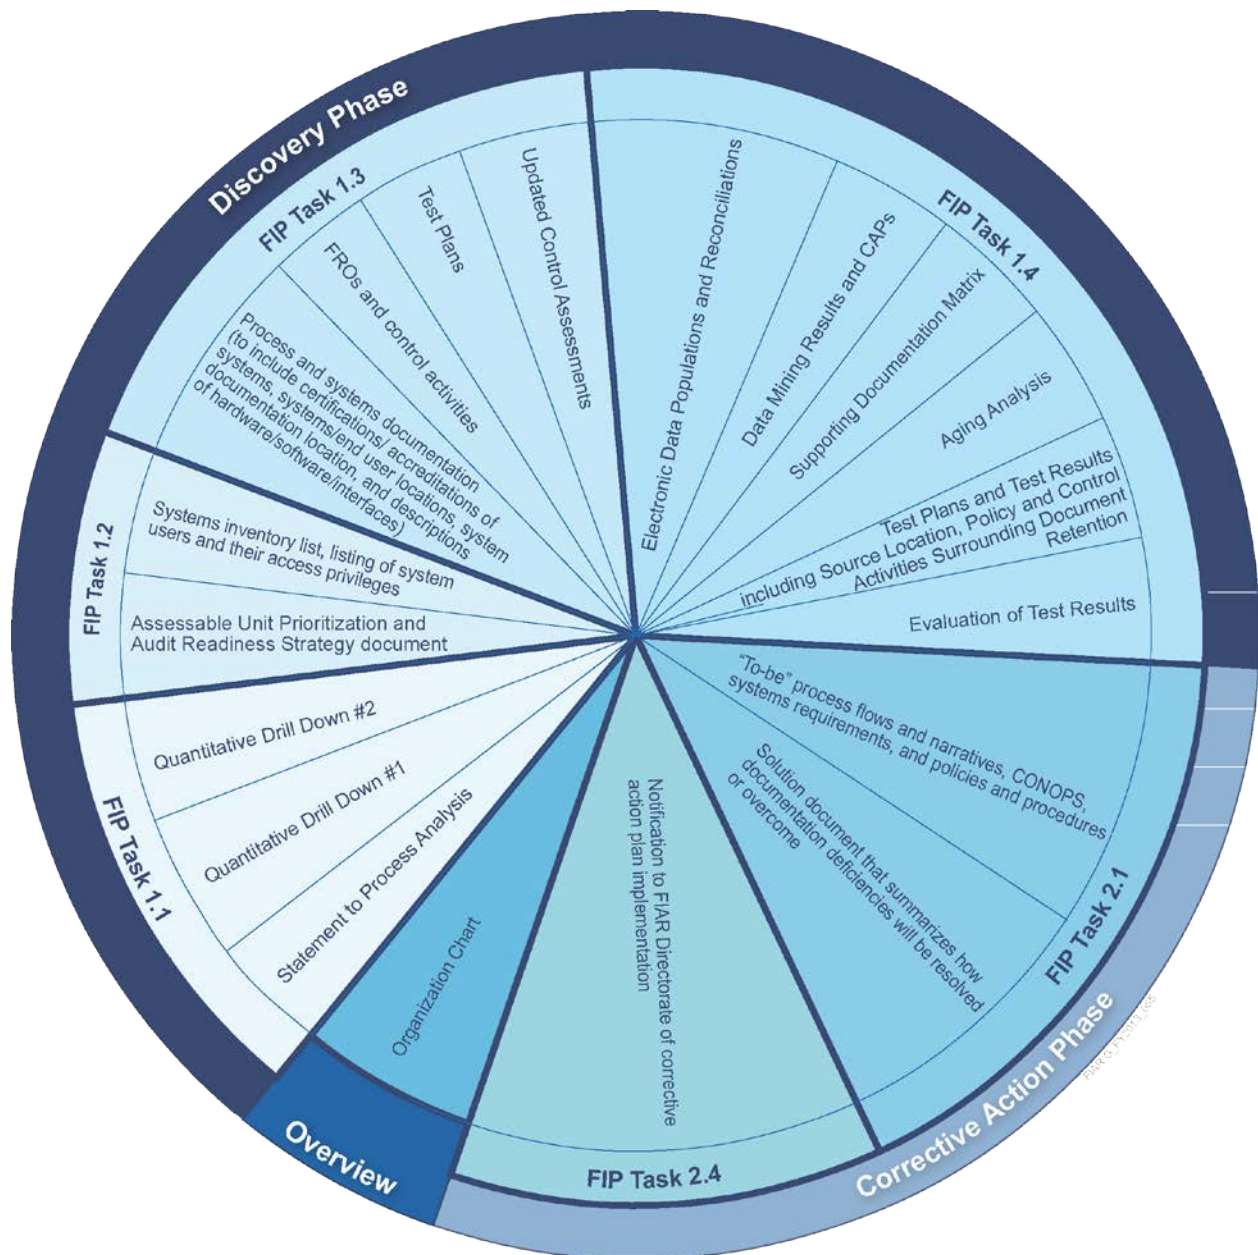 Discovery Phase
FIP Task 1.1
Statement to Process Analysis
Quantitative Drill Down #1
Quantitative Drill Down #2
FIP Task 1.2
Assessable Unit Prioritization and
Audit Readiness Strategy document
Systems inventory list, listing of system
users and their access privileges
FIP Task 1.3
Process and systems documentation
(to include certifications/ accreditations of
systems, systems/end user locations, system
documentation location, and descriptions
of hardware/software/interfaces)
FROs and control activities
Test Plans
Updated Control Assessments
FIP Task 1.4
Electronic Data Populations and Reconciliations
Data Mining Results and CAPs
Supporting Documentation Matrix
Aging Analysis
Test Plans and Test Results
including Source Location, Policy and Control
Activities Surrounding Document
Retention
Evaluation of Test Results
Corrective Action Phase
FIP Task 2.1
"To-be" process flows and narratives, CONOPS,
systems requirements, and policies and procedures
Solution document that summarizes how
documentation deficiencies will be resolved
or overcome
FIP Task 2.4
Notification to FIAR Directorate of corrective
action plan implementation
Overview
Organization Chart